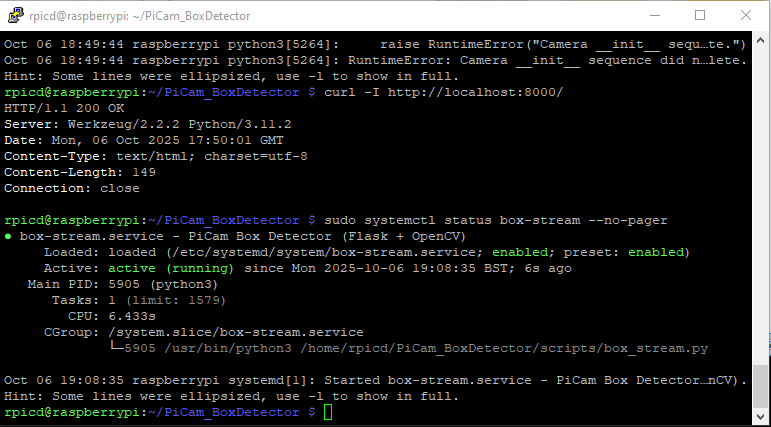 rpicd@raspberrypi: ~/PiCam_BoxDetector
Oct 06 18:49:44 raspberrypi python3[5264]:     raise RuntimeError("Camera __init__ sequ…te.")
Oct 06 18:49:44 raspberrypi python3[5264]: RuntimeError: Camera __init__ sequence did n…lete.
Hint: Some lines were ellipsized, use -l to show in full.
rpicd@raspberrypi:~/PiCam_BoxDetector $ curl -I http://localhost:8000/
HTTP/1.1 200 OK
Server: Werkzeug/2.2.2 Python/3.11.2
Date: Mon, 06 Oct 2025 17:50:01 GMT
Content-Type: text/html; charset=utf-8
Content-Length: 149
Connection: close
rpicd@raspberrypi:~/PiCam_BoxDetector $ sudo systemctl status box-stream --no-pager
● box-stream.service - PiCam Box Detector (Flask + OpenCV)
     Loaded: loaded (/etc/systemd/system/box-stream.service; enabled; preset: enabled)
     Active: active (running) since Mon 2025-10-06 19:08:35 BST; 6s ago
   Main PID: 5905 (python3)
      Tasks: 1 (limit: 1579)
        CPU: 6.433s
     CGroup: /system.slice/box-stream.service
             └─5905 /usr/bin/python3 /home/rpicd/PiCam_BoxDetector/scripts/box_stream.py
Oct 06 19:08:35 raspberrypi systemd[1]: Started box-stream.service - PiCam Box Detector…nCV).
Hint: Some lines were ellipsized, use -l to show in full.
rpicd@raspberrypi:~/PiCam_BoxDetector $